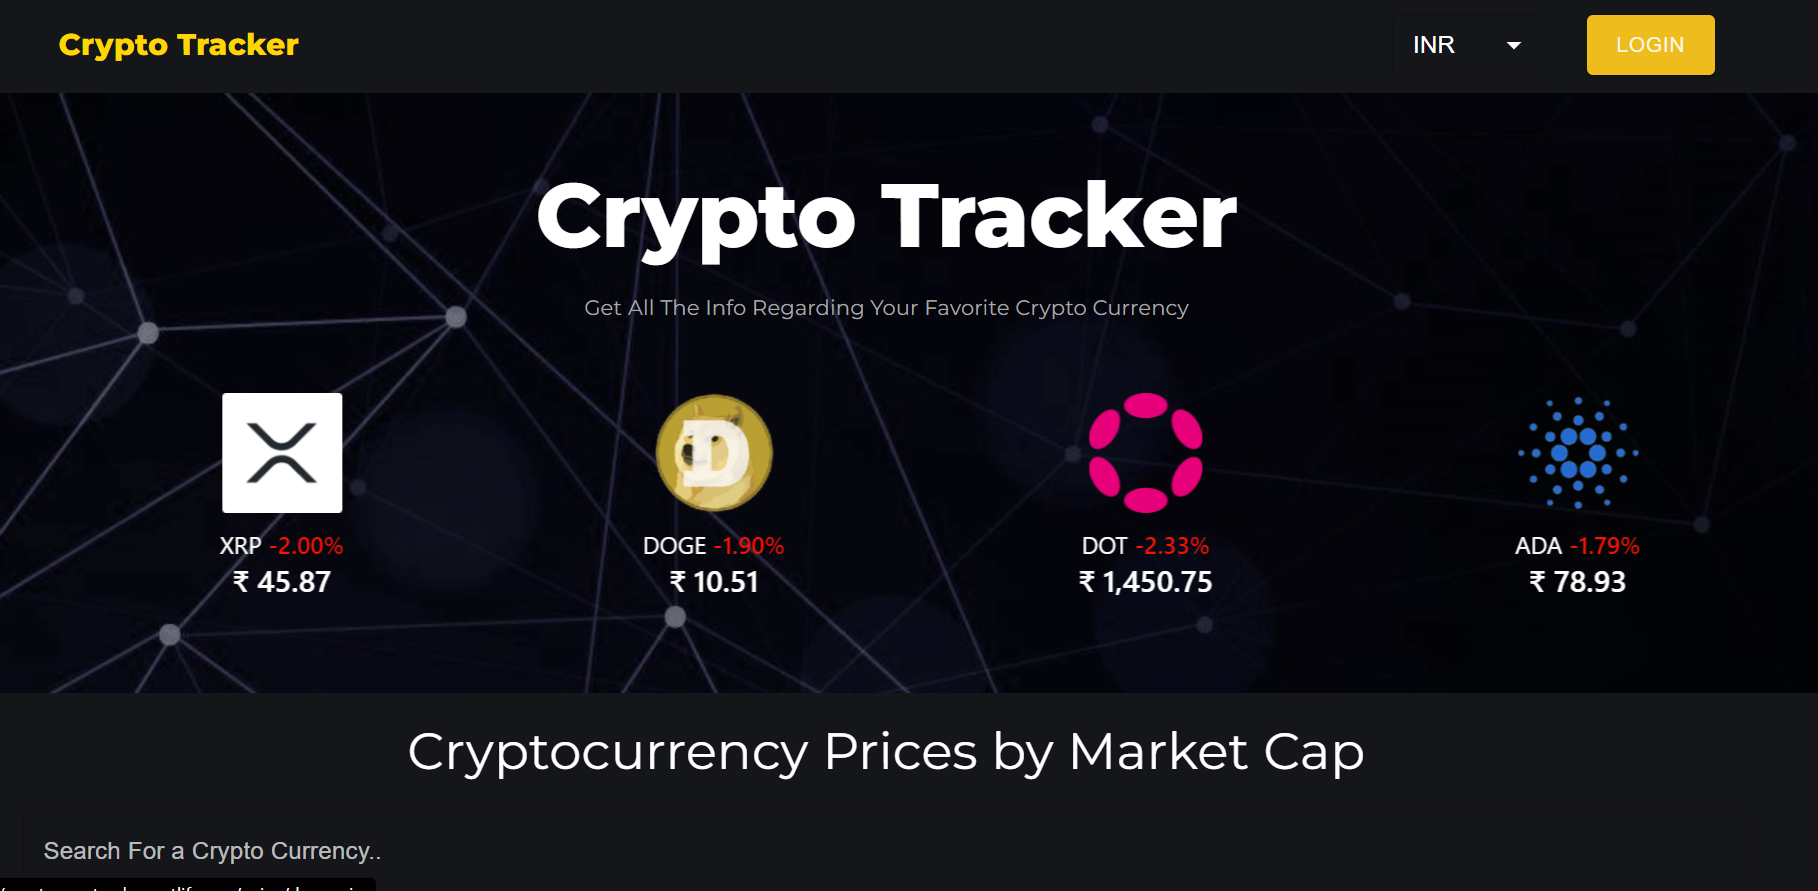 Crypto Tracker
INR
LOGIN
Crypto Tracker
Get All The Info Regarding Your Favorite Crypto Currency
XRP -2.00%
₹ 45.87
DOGE -1.90%
₹ 10.51
DOT -2.33%
₹ 1,450.75
ADA -1.79%
₹ 78.93
Cryptocurrency Prices by Market Cap
Search For a Crypto Currency..